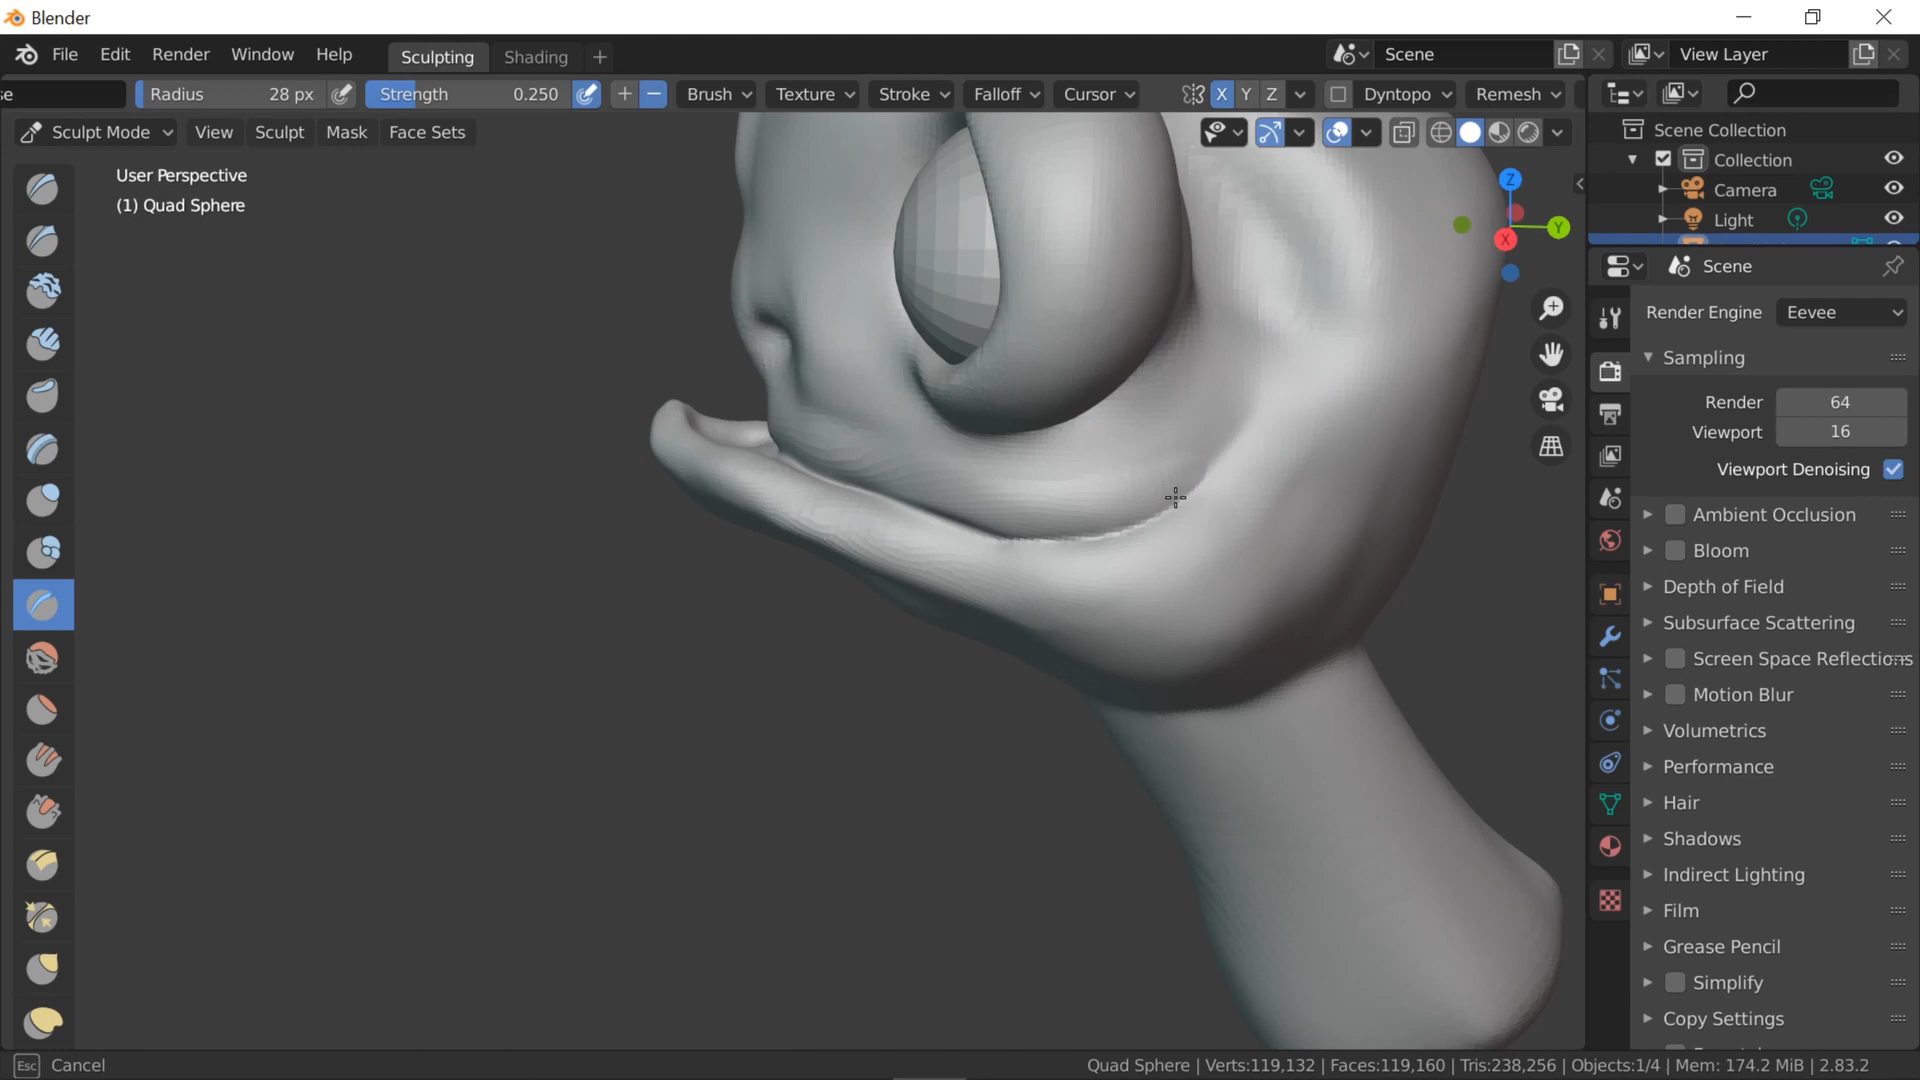 Blender
File Edit Render Window Help Sculpting Shading + Scene View Layer
se Radius 28 px Strength 0.250 Brush Texture Stroke Falloff Cursor X Y Z Dyntopo Remesh
Sculpt Mode View Sculpt Mask Face Sets
User Perspective
(1) Quad Sphere
Z
Y
X
Scene Collection
Collection
Camera
Light
Scene
Render Engine Eevee
Sampling
Render 64
Viewport 16
Viewport Denoising
Ambient Occlusion
Bloom
Depth of Field
Subsurface Scattering
Screen Space Reflections
Motion Blur
Volumetrics
Performance
Hair
Shadows
Indirect Lighting
Film
Grease Pencil
Simplify
Copy Settings
Esc Cancel
Quad Sphere | Verts:119,132 | Faces:119,160 | Tris:238,256 | Objects:1/4 | Mem: 174.2 MiB | 2.83.2